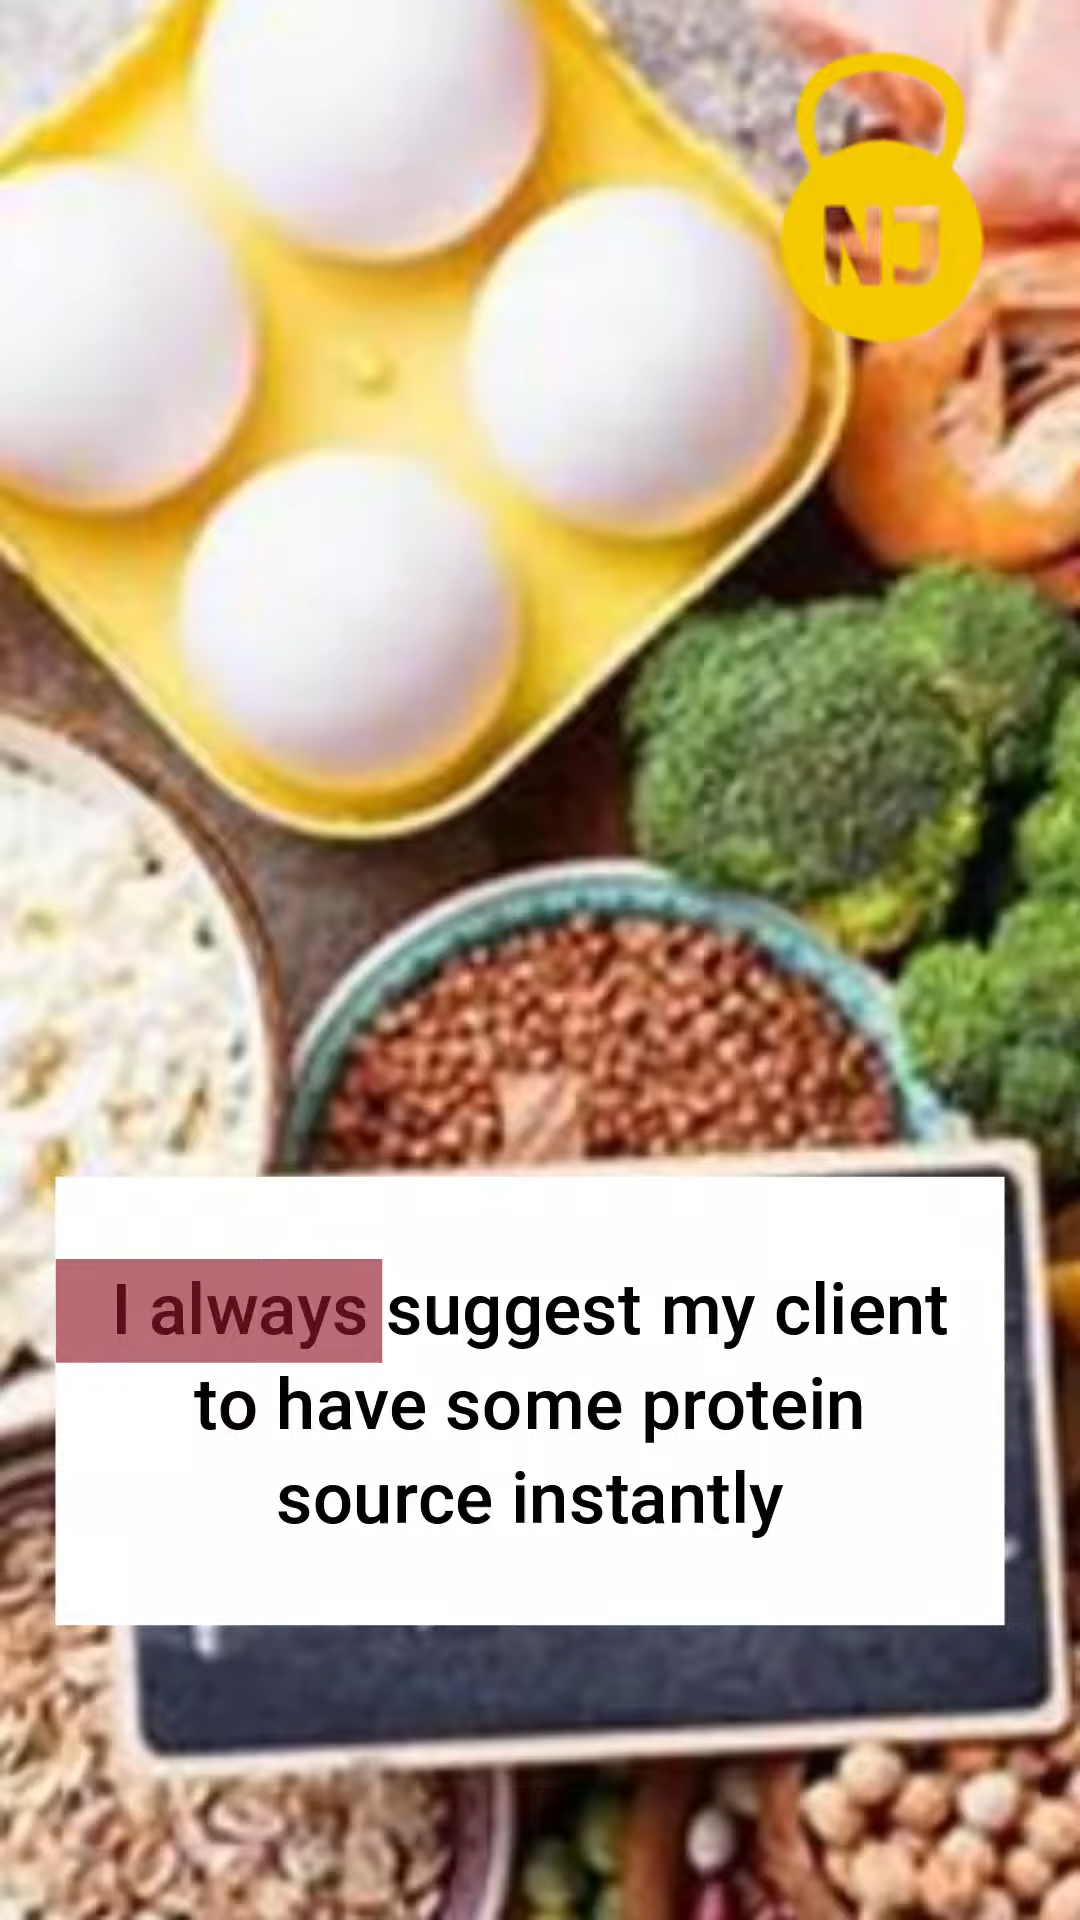 NJ
I always suggest my client
to have some protein
source instantly